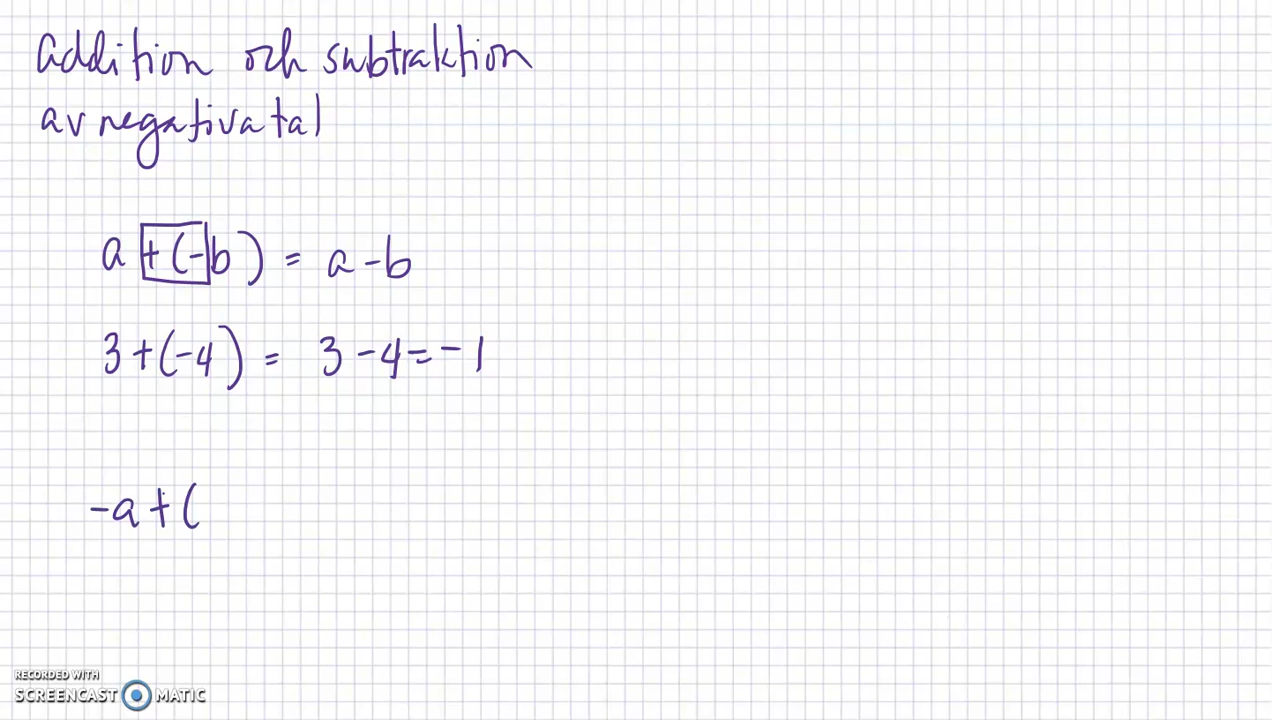 addition och subtraktion
av negativa tal
a + (-b) = a - b
3 + (-4) = 3 - 4 = -1
-a + (
RECORDED WITH
SCREENCAST MATIC